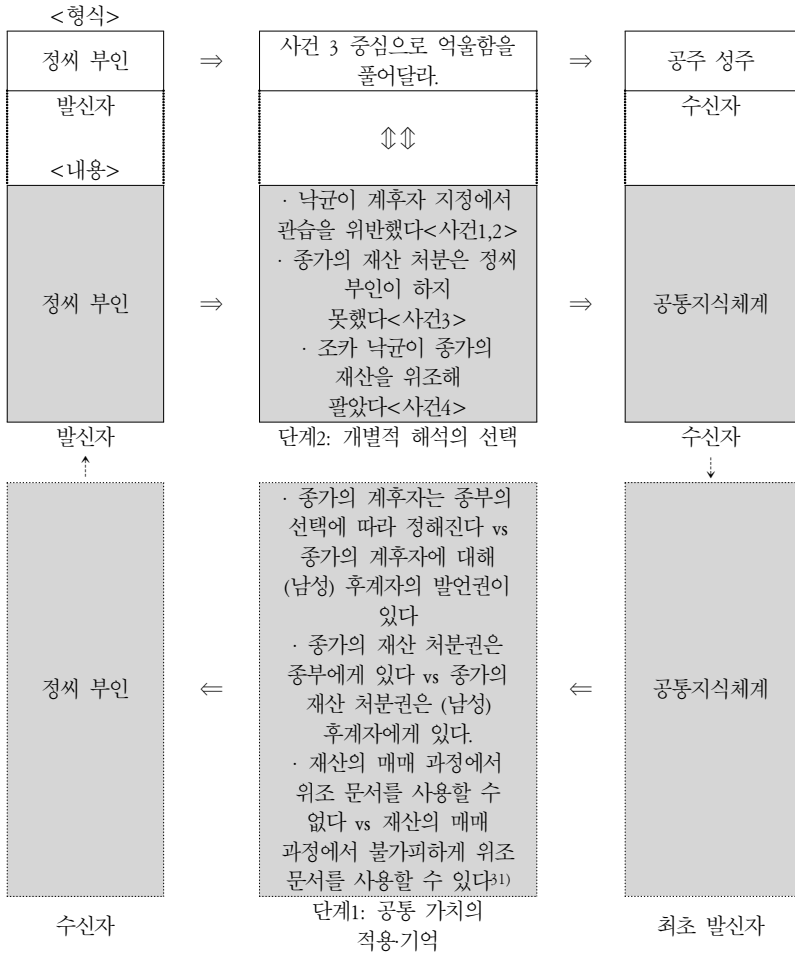 <형식>
정씨 부인 ⇒ 사건 3 중심으로 억울함을 ⇒ 공주 성주
풀어달라.
발신자 수신자
⇕⇕
<내용>
· 낙균이 계후자 지정에서
관습을 위반했다<사건1,2>
· 종가의 재산 처분은 정씨
정씨 부인 ⇒ 부인이 하지 ⇒ 공통지식체계
못했다<사건3>
· 조카 낙균이 종가의
재산을 위조해
팔았다<사건4>
발신자 단계2: 개별적 해석의 선택 수신자
· 종가의 계후자는 종부의
선택에 따라 정해진다 vs
종가의 계후자에 대해
(남성) 후계자의 발언권이
있다
· 종가의 재산 처분권은
정씨 부인 ⇐ 종부에게 있다 vs 종가의 ⇐ 공통지식체계
재산 처분권은 (남성)
후계자에게 있다.
· 재산의 매매 과정에서
위조 문서를 사용할 수
없다 vs 재산의 매매
과정에서 불가피하게 위조
문서를 사용할 수 있다31)
수신자 단계1: 공통 가치의 최초 발신자
적용·기억